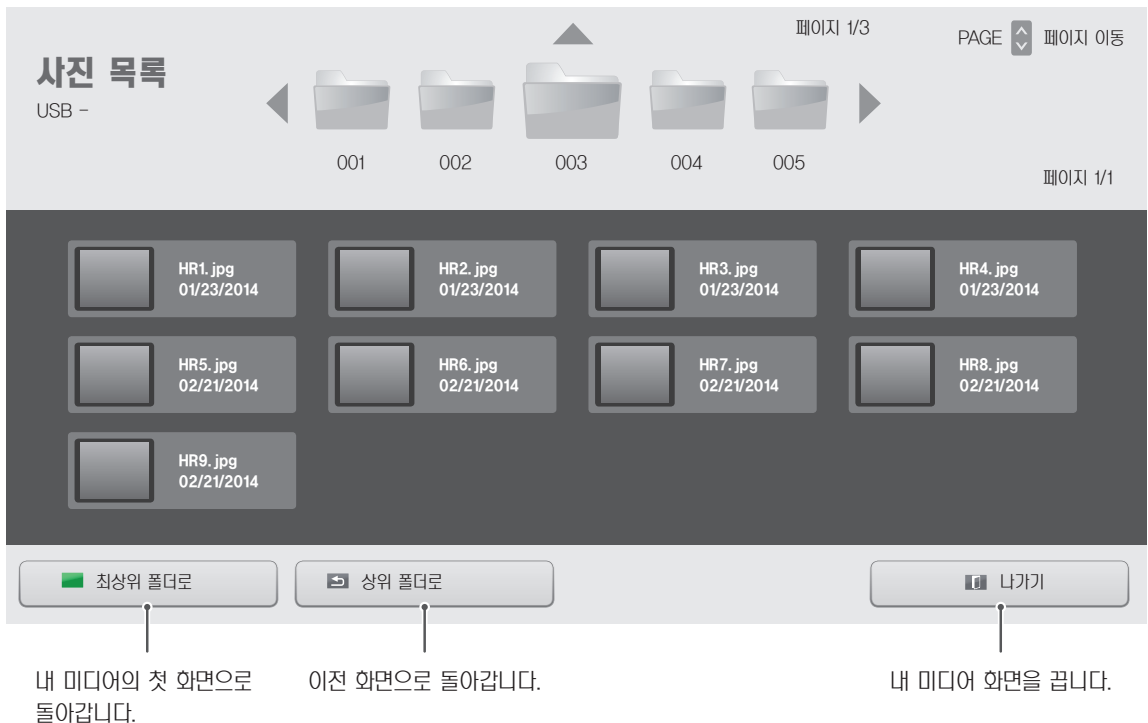 페이지 1/3
PAGE 페이지 이동
사진 목록
USB -
001 002 003 004 005
페이지 1/1
HR1.jpg
01/23/2014
HR2.jpg
01/23/2014
HR3.jpg
01/23/2014
HR4.jpg
01/23/2014
HR5.jpg
02/21/2014
HR6.jpg
02/21/2014
HR7.jpg
02/21/2014
HR8.jpg
02/21/2014
HR9.jpg
02/21/2014
최상위 폴더로
상위 폴더로
나가기
내 미디어의 첫 화면으로
돌아갑니다.
이전 화면으로 돌아갑니다.
내 미디어 화면을 끕니다.